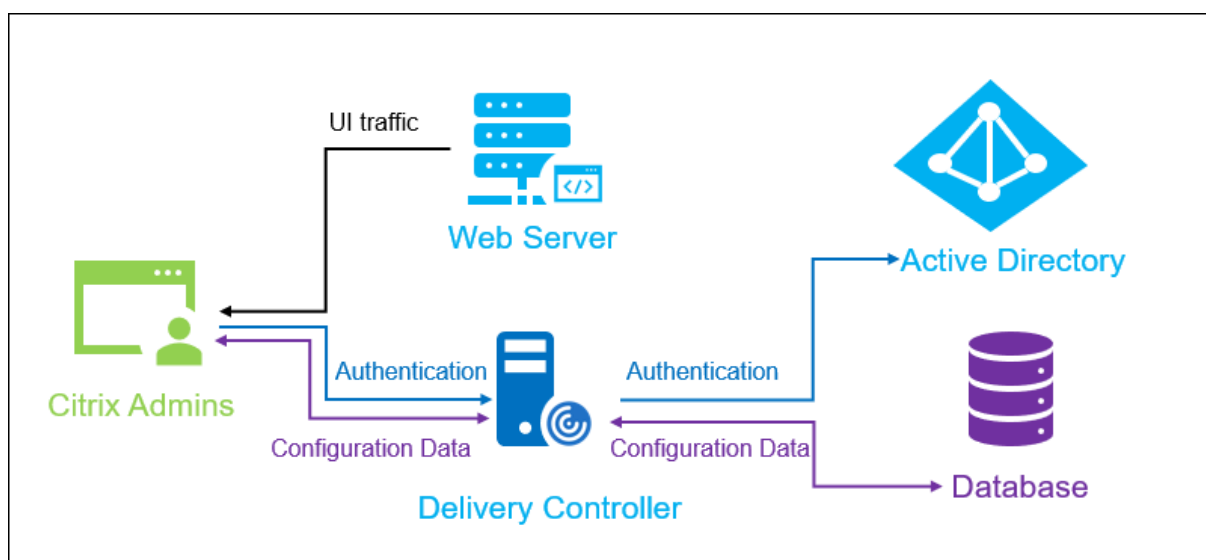 UI traffic
</>
Web Server
Active Directory
Authentication
Authentication
Citrix Admins
Configuration Data
Configuration Data
Database
Delivery Controller